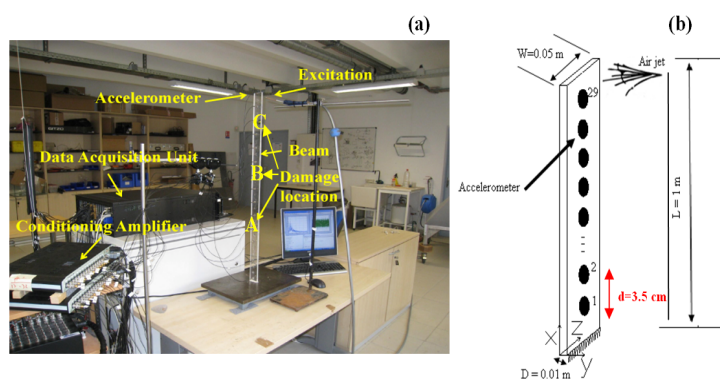 (a)
Excitation
Accelerometer
C
Beam
Data Acquisition Unit
B
Damage
location
A
Conditioning Amplifier
(b)
W=0.05 m
Air jet
29
Accelerometer
L = 1 m
2
d=3.5 cm
1
X
Z
y
D = 0.01 m